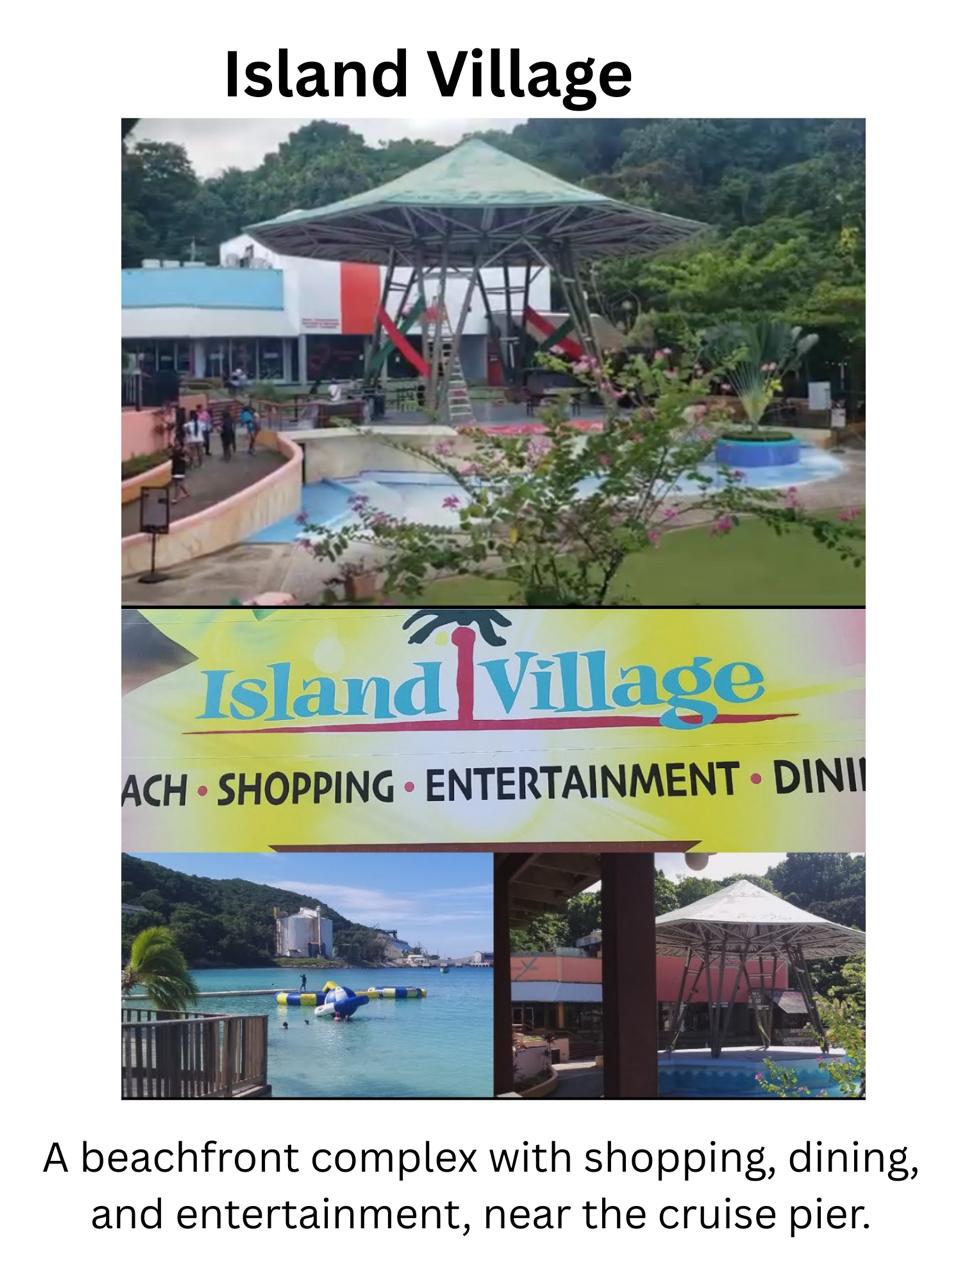 Island Village
Island Village
ACH • SHOPPING • ENTERTAINMENT • DINI
A beachfront complex with shopping, dining,
and entertainment, near the cruise pier.